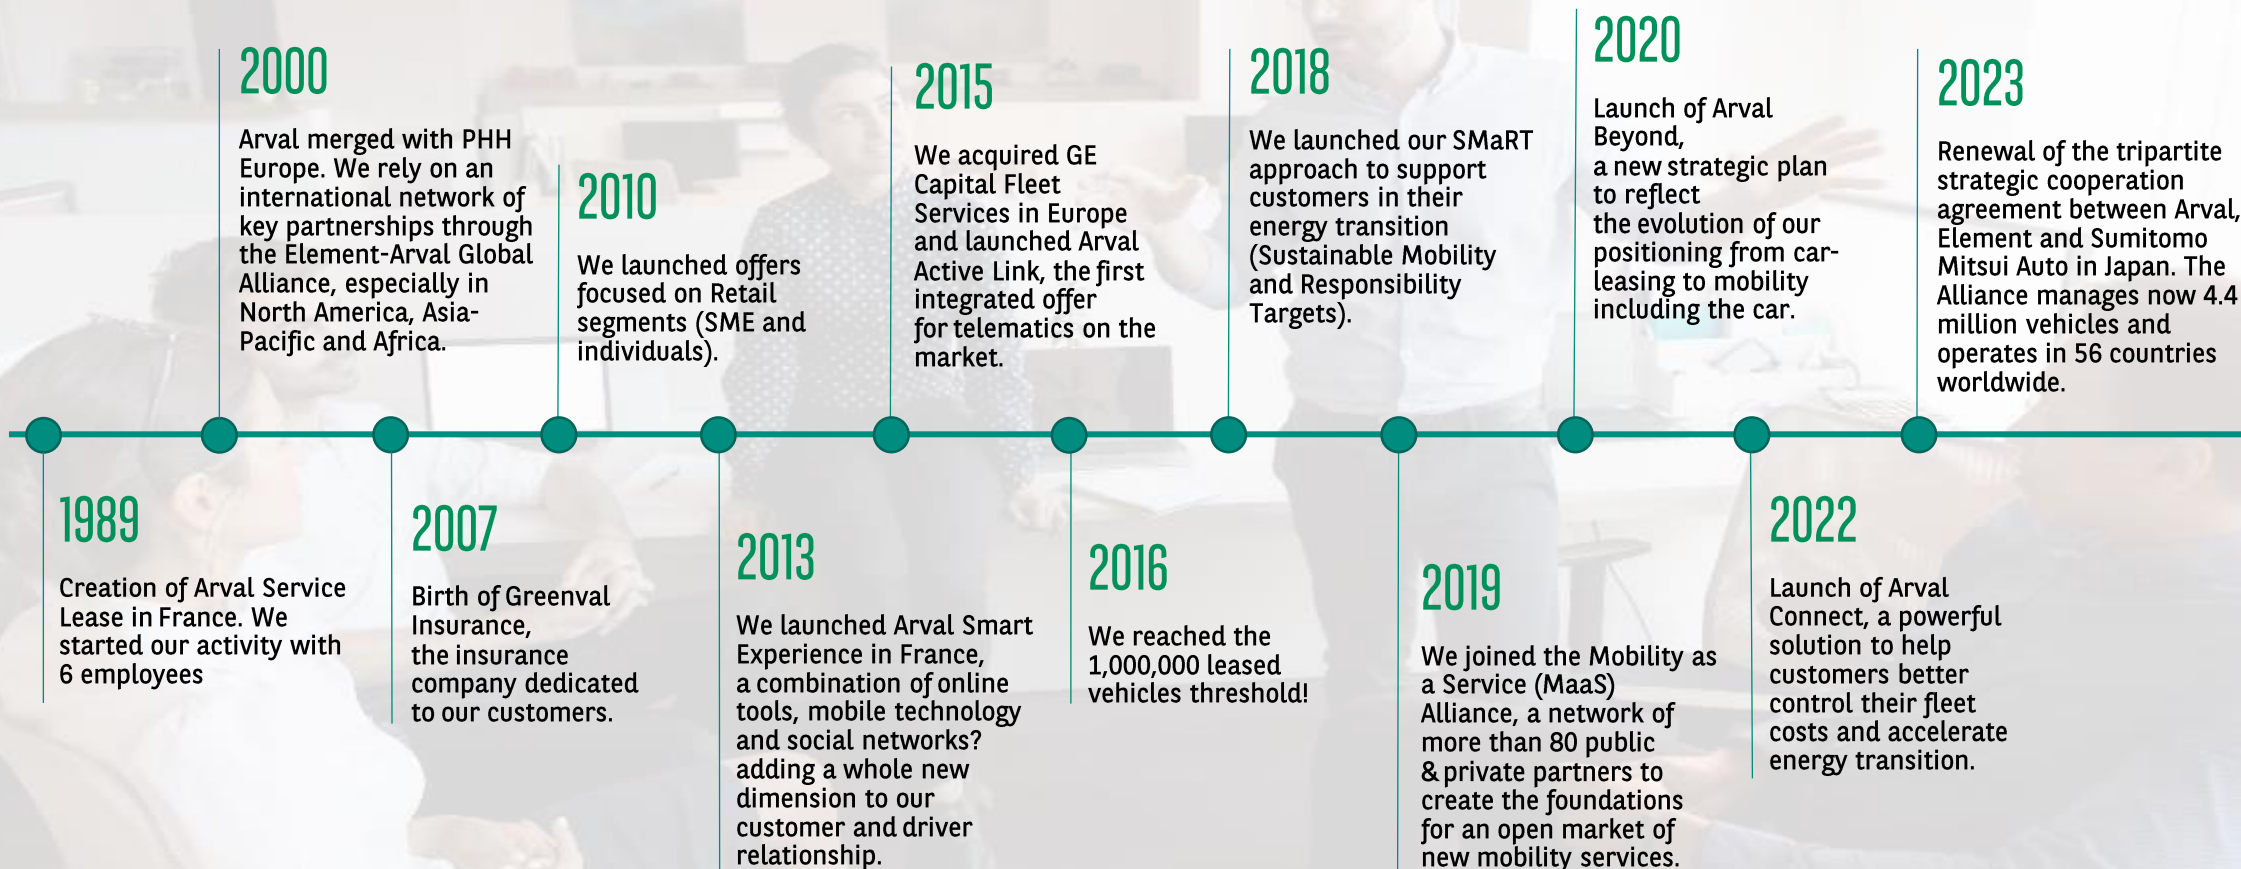 2000
Arval merged with PHH
Europe. We rely on an
international network of
key partnerships through
the Element-Arval Global
Alliance, especially in
North America, Asia-
Pacific and Africa.
2010
We launched offers
focused on Retail
segments (SME and
individuals).
2015
We acquired GE
Capital Fleet
Services in Europe
and launched Arval
Active Link, the first
integrated offer
for telematics on the
market.
2018
We launched our SMaRT
approach to support
customers in their
energy transition
(Sustainable Mobility
and Responsibility
Targets).
2020
Launch of Arval
Beyond,
a new strategic plan
to reflect
the evolution of our
positioning from car-
leasing to mobility
including the car.
2023
Renewal of the tripartite
strategic cooperation
agreement between Arval,
Element and Sumitomo
Mitsui Auto in Japan. The
Alliance manages now 4.4
million vehicles and
operates in 56 countries
worldwide.
1989
Creation of Arval Service
Lease in France. We
started our activity with
6 employees
2007
Birth of Greenval
Insurance,
the insurance
company dedicated
to our customers.
2013
We launched Arval Smart
Experience in France,
a combination of online
tools, mobile technology
and social networks?
adding a whole new
dimension to our
customer and driver
relationship.
2016
We reached the
1,000,000 leased
vehicles threshold!
2019
We joined the Mobility as
a Service (MaaS)
Alliance, a network of
more than 80 public
& private partners to
create the foundations
for an open market of
new mobility services.
2022
Launch of Arval
Connect, a powerful
solution to help
customers better
control their fleet
costs and accelerate
energy transition.